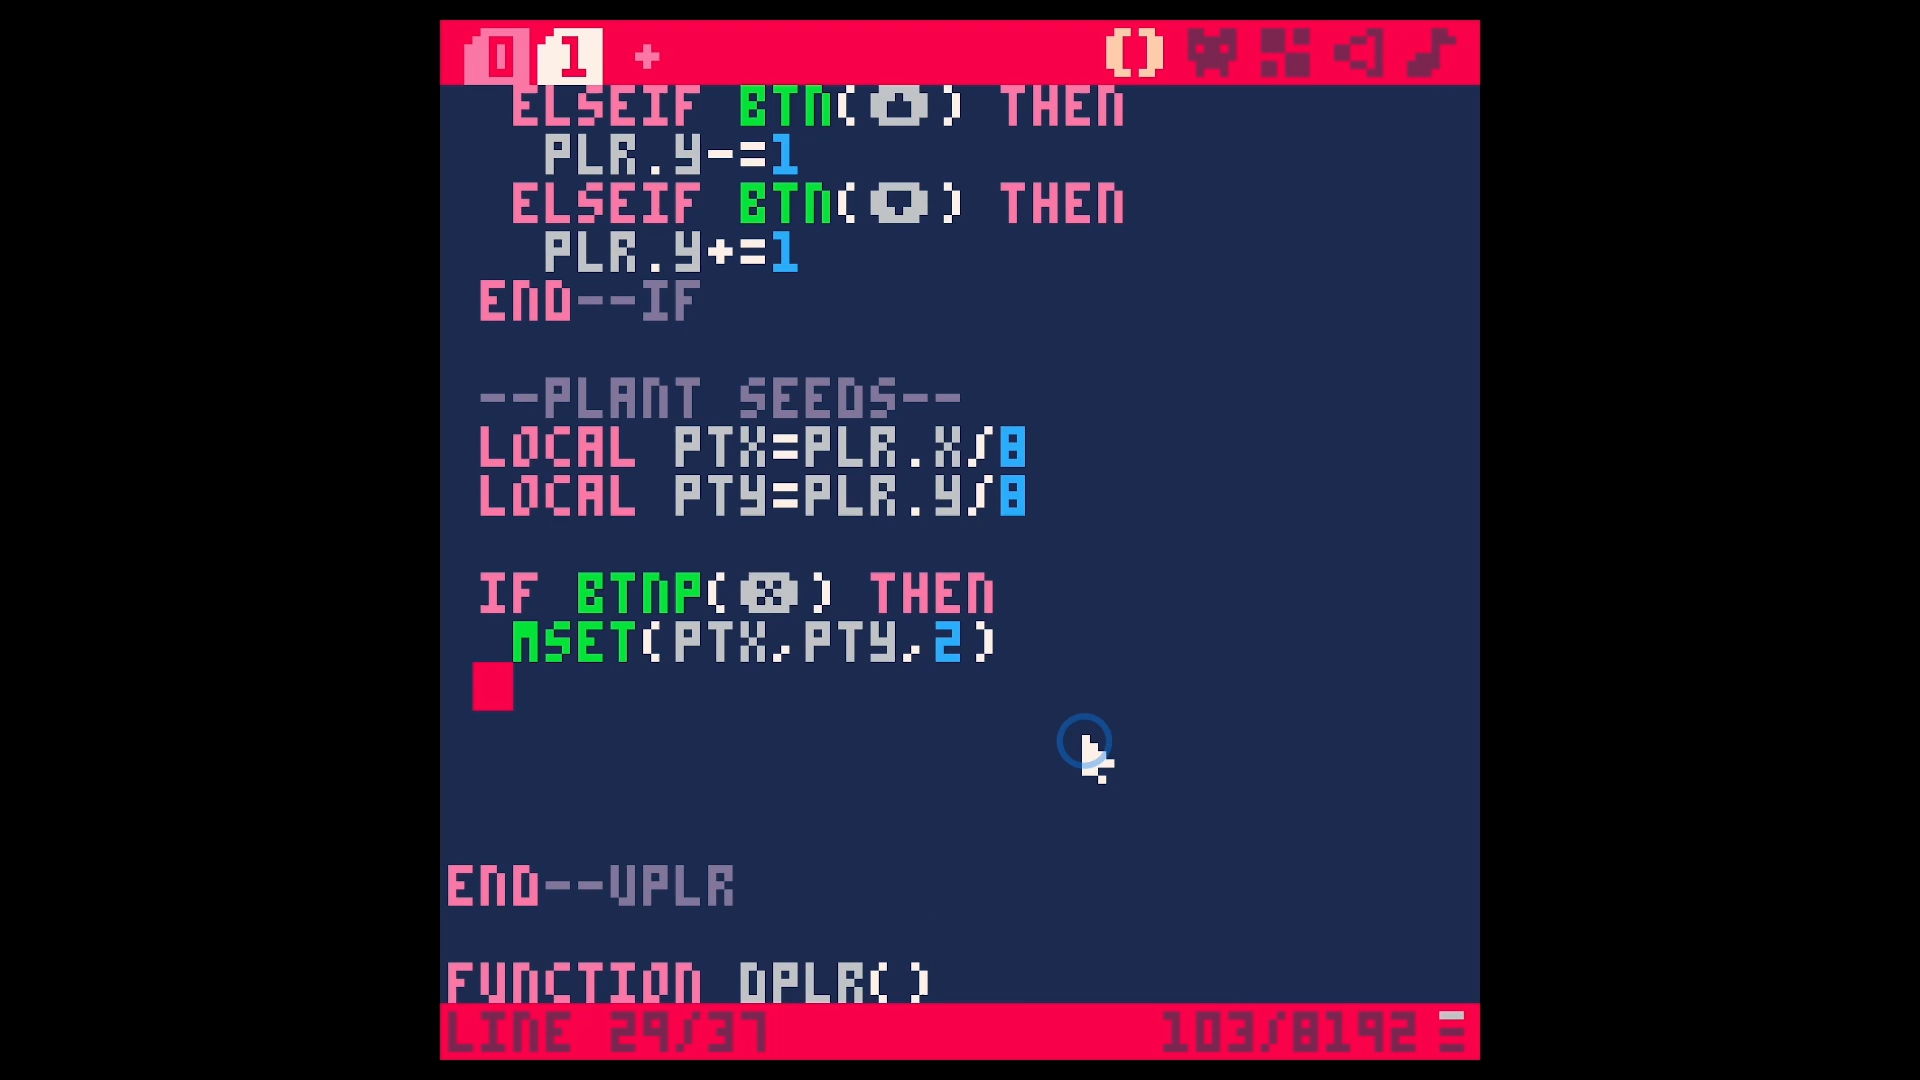 0 1 +
ELSEIF BTN(⬆️) THEN
PLR.Y-=1
ELSEIF BTN(⬇️) THEN
PLR.Y+=1
END--IF
--PLANT SEEDS--
LOCAL PTX=PLR.X/8
LOCAL PTY=PLR.Y/8
IF BTNP(❎) THEN
MSET(PTX,PTY,2)
END--UPLR
FUNCTION DPLR()
LINE 29/37 103/8192